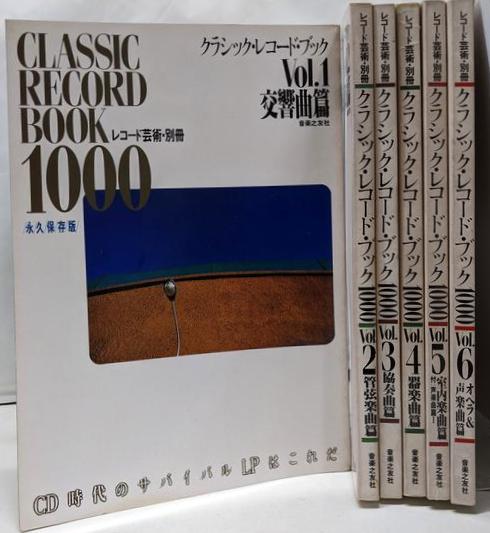 CLASSIC
RECORD
BOOK
レコード芸術・別冊
1000
永久保存版
クラシック・レコード・ブック
Vol.1
交響曲篇
音楽之友社
CD時代のサバイバルLPはこれだ
レコード芸術・別冊
クラシック・レコード・ブック
1000
Vol.2
管弦楽曲篇
音楽之友社
レコード芸術・別冊
クラシック・レコード・ブック
1000
Vol.3
協奏曲篇
音楽之友社
レコード芸術・別冊
クラシック・レコード・ブック
1000
Vol.4
器楽曲篇
音楽之友社
レコード芸術・別冊
クラシック・レコード・ブック
1000
Vol.5
室内楽曲篇
音楽之友社
レコード芸術・別冊
クラシック・レコード・ブック
1000
Vol.6
オペラ&
声楽曲篇
音楽之友社